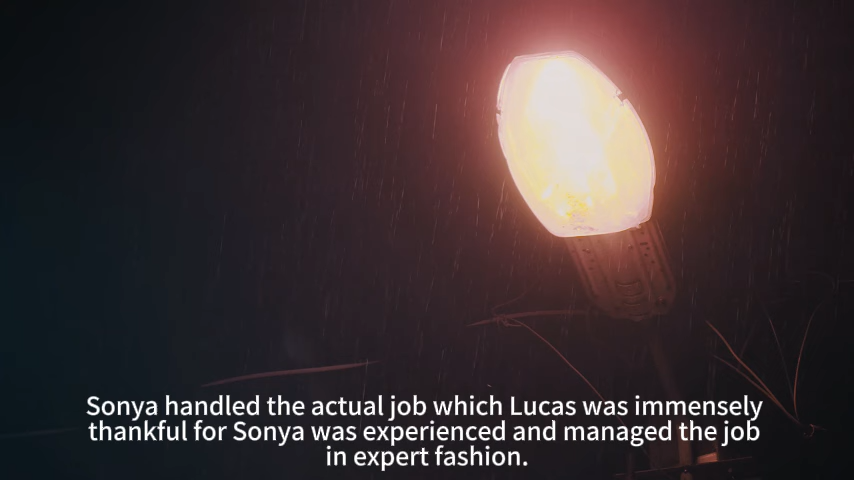 Sonya handled the actual job which Lucas was immensely
thankful for Sonya was experienced and managed the job
in expert fashion.